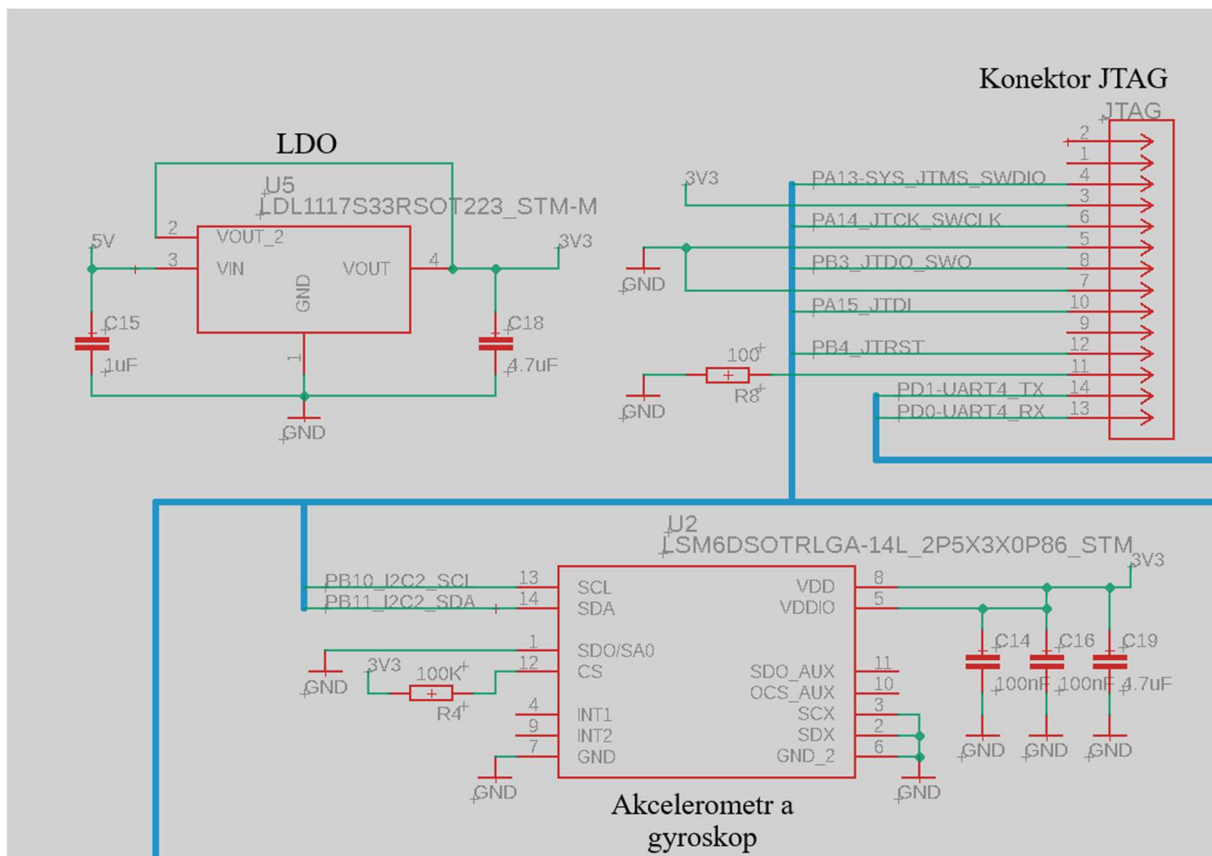 LDO
U5
LDL1117S33RSOT223_STM-M
2
VOUT_2
5V
3
VIN
VOUT
4
3V3
GND
1
C15
1uF
C18
4.7uF
GND
Konektor JTAG
JTAG
2
1
PA13-SYS_JTMS_SWDIO
4
3V3
3
PA14_JTCK_SWCLK
6
5
GND
PB3_JTDO_SWO
8
7
PA15_JTDI
10
9
PB4_JTRST
12
100
R8
GND
11
PD1-UART4_TX
14
PD0-UART4_RX
13
U2
LSM6DSOTRLGA-14L_2P5X3X0P86_STM
PB10_I2C2_SCL
13
SCL
PB11_I2C2_SDA
14
SDA
1
SDO/SA0
GND
3V3
100K
R4
12
CS
4
INT1
9
INT2
7
GND
GND
VDD
8
3V3
VDDIO
5
C14
100nF
C16
100nF
C19
4.7uF
GND
GND
GND
SDO_AUX
11
OCS_AUX
10
SCX
3
SDX
2
GND_2
6
GND
Akcelerometr a
gyroskop